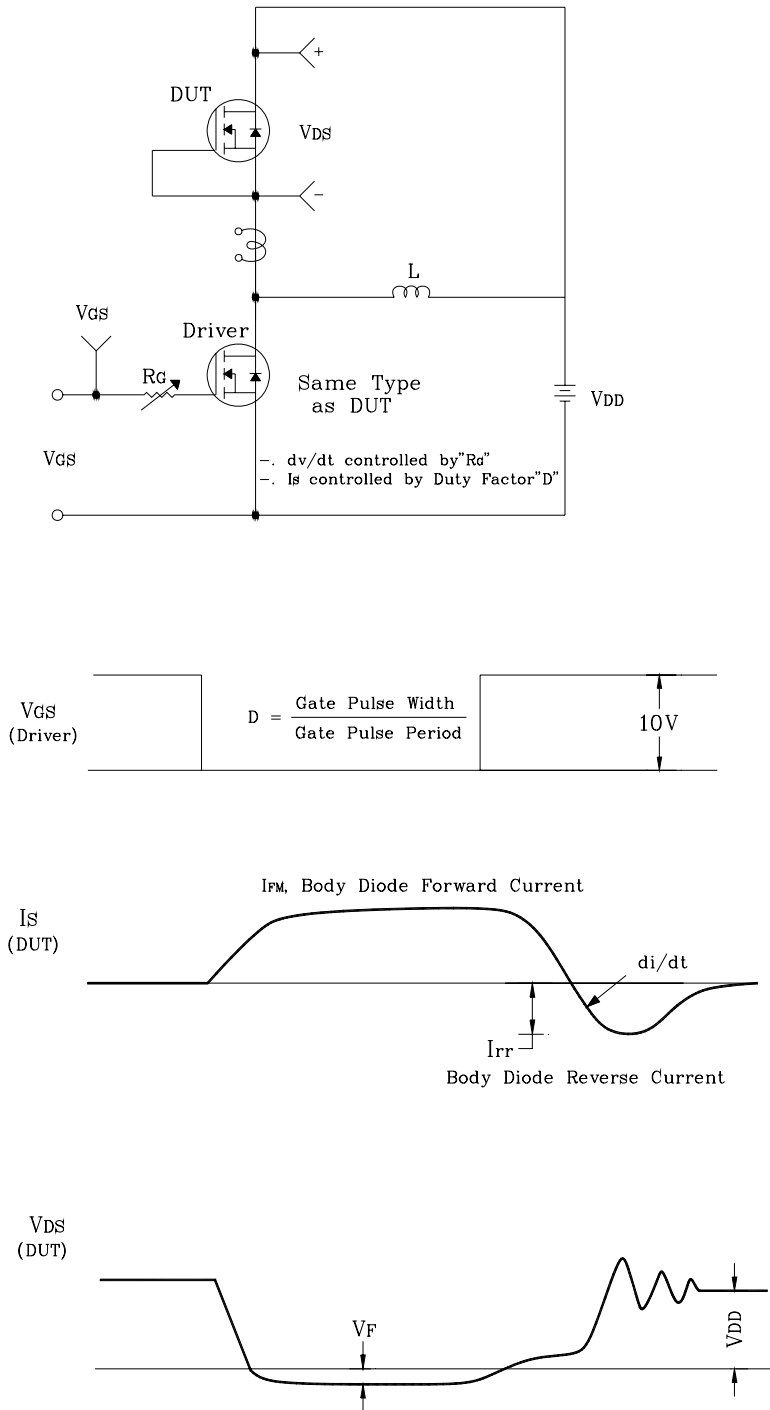 +
DUT
VDS
−
L
VGS
Driver
RG
Same Type
as DUT
VDD
VGS
−. dv/dt controlled by"RG"
−. IS controlled by Duty Factor"D"
VGS
(Driver)
D = Gate Pulse Width
Gate Pulse Period
10V
IFM, Body Diode Forward Current
IS
(DUT)
di/dt
Irr
Body Diode Reverse Current
VDS
(DUT)
VF
VDD